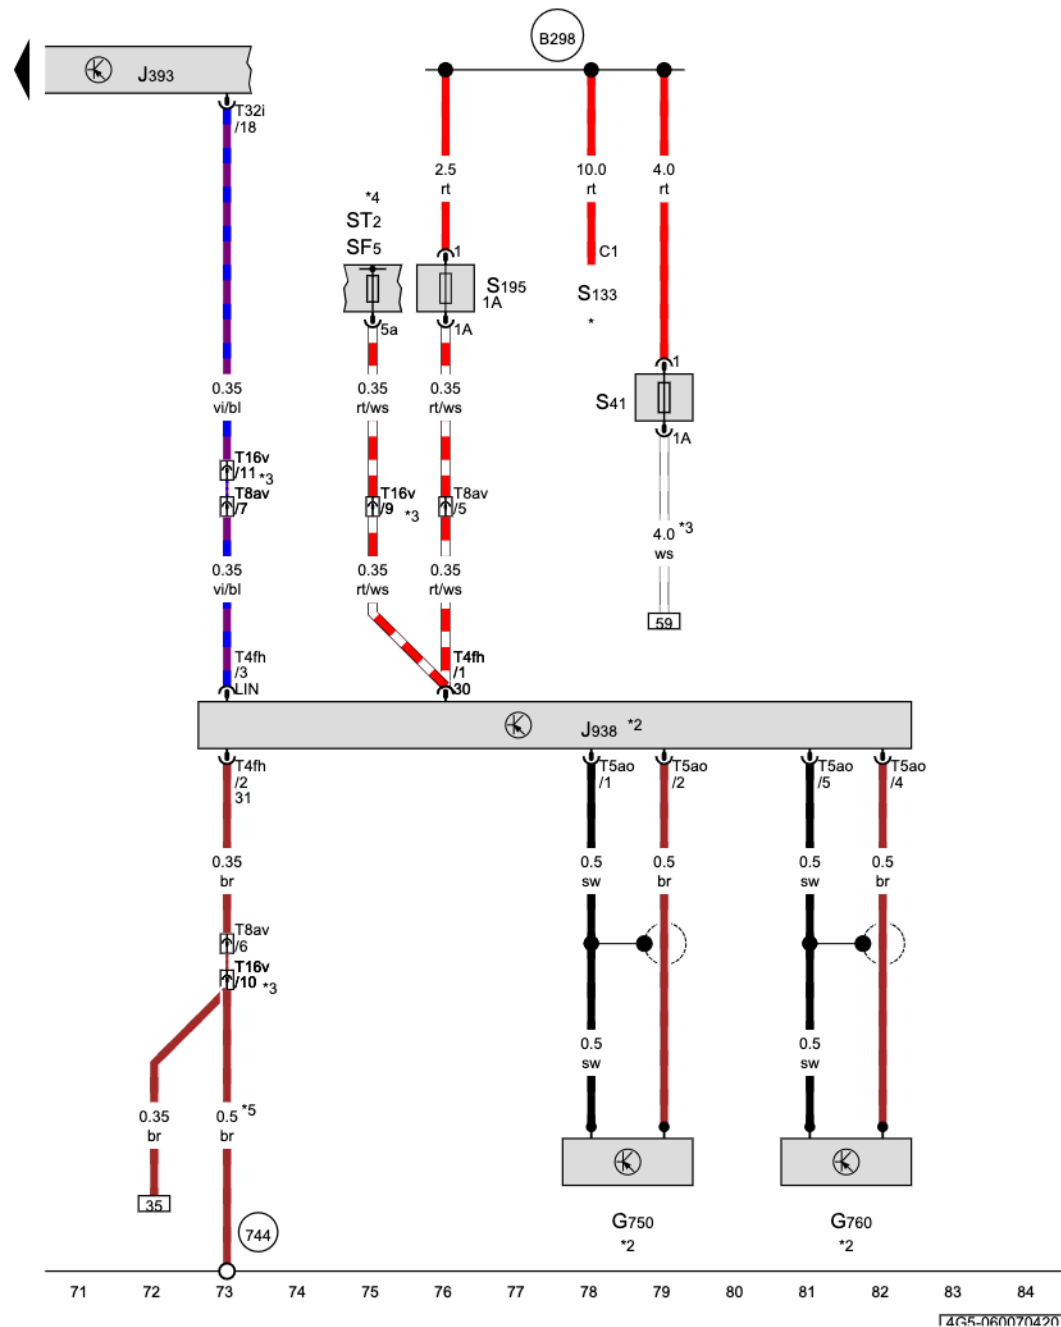 B298
J393
T32i
/18
2.5
rt
10.0
rt
4.0
rt
*4
ST2
SF5
1
C1
S195
1A
S133
*
5a
1A
1
S41
1A
0.35
vi/bl
0.35
rt/ws
0.35
rt/ws
T16v
/11 *3
T8av
/7
T16v
/9 *3
T8av
/5
4.0 *3
ws
0.35
vi/bl
0.35
rt/ws
0.35
rt/ws
59
T4fh
/3
LIN
T4fh
/1
30
J938 *2
T4fh
/2
31
T5ao
/1
T5ao
/2
T5ao
/5
T5ao
/4
0.35
br
0.5
sw
0.5
br
0.5
sw
0.5
br
T8av
/6
T16v
/10 *3
0.5
sw
0.5
sw
0.35
br
0.5 *5
br
35
744
G750
*2
G760
*2
71 72 73 74 75 76 77 78 79 80 81 82 83 84
4G5-060070420